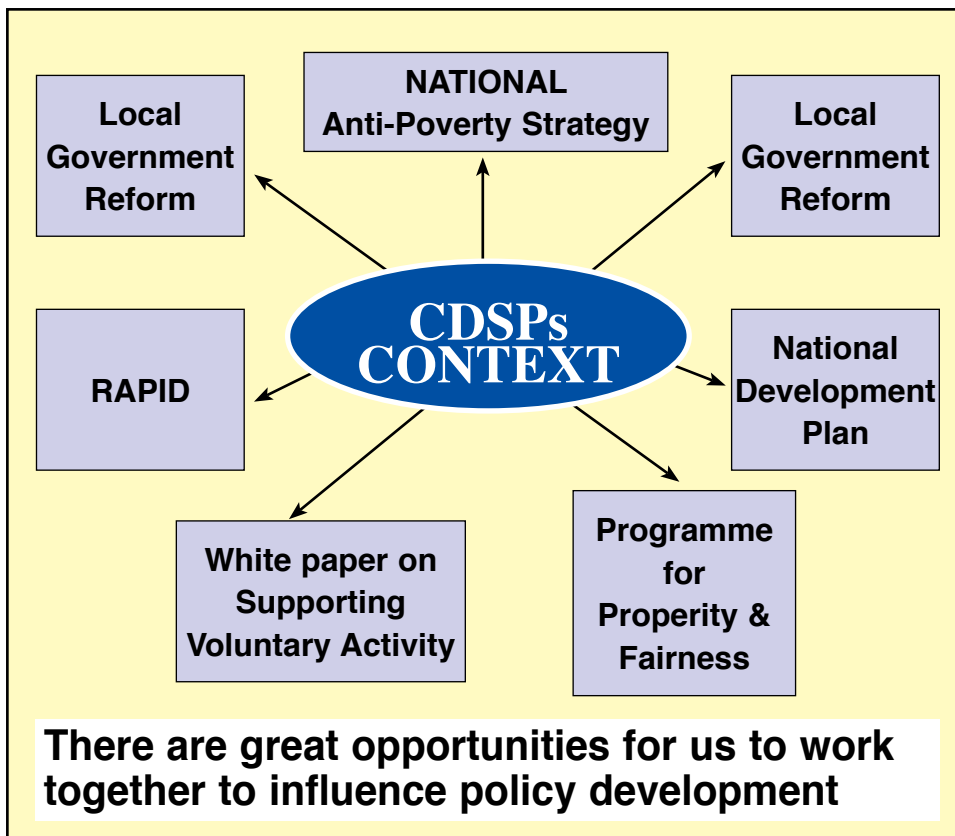 NATIONAL
Anti-Poverty Strategy
Local
Government
Reform
Local
Government
Reform
CDSPs
CONTEXT
RAPID
National
Development
Plan
White paper on
Supporting
Voluntary Activity
Programme
for
Properity &
Fairness
There are great opportunities for us to work
together to influence policy development